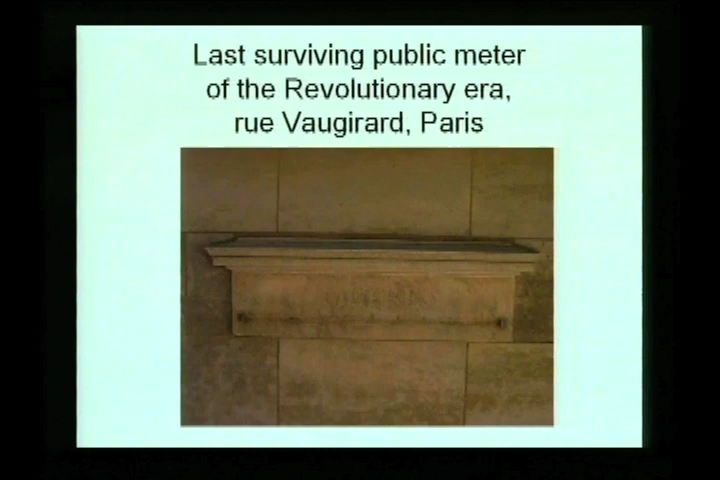 Last surviving public meter
of the Revolutionary era,
rue Vaugirard, Paris